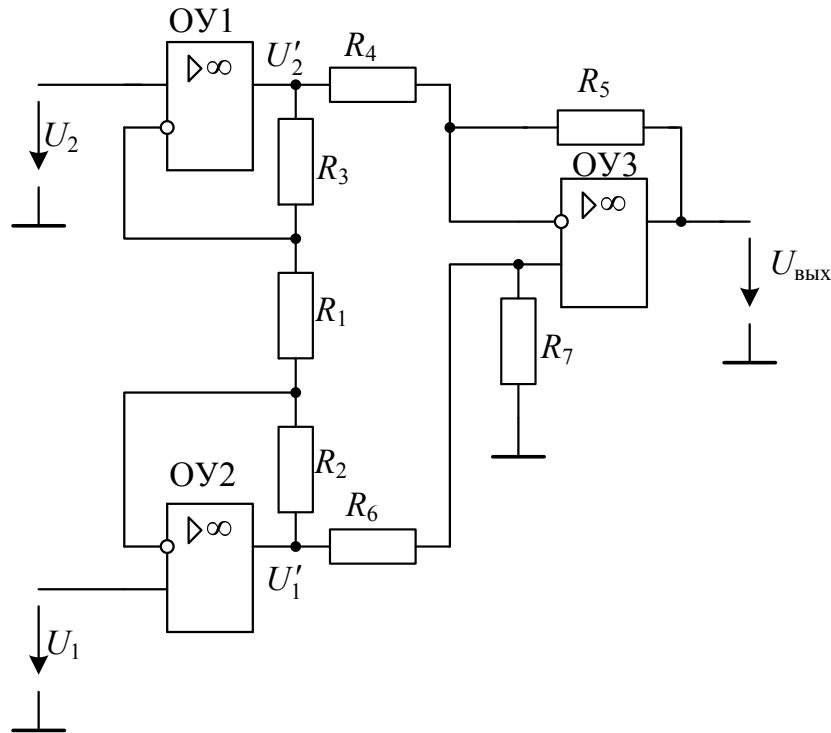 ОУ1
▷∞
U′₂
R₄
R₅
U₂
R₃
ОУ3
▷∞
Uвых
R₁
R₇
R₂
ОУ2
▷∞
R₆
U′₁
U₁